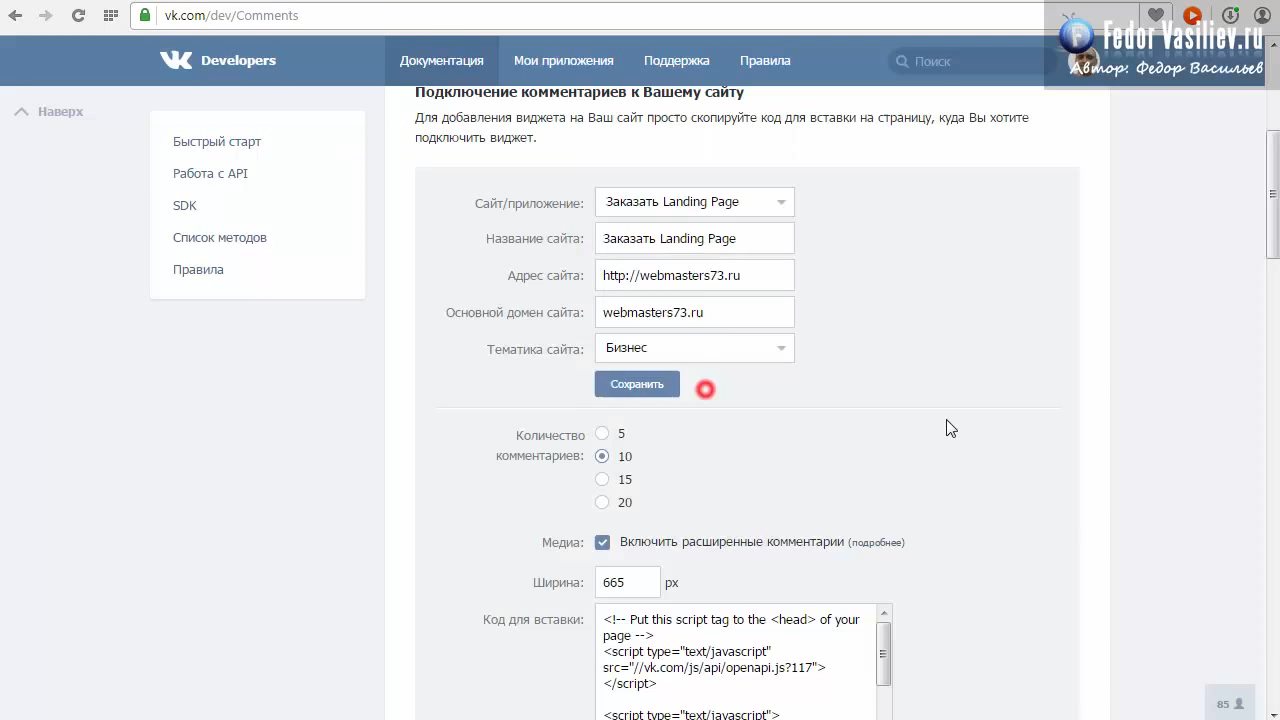 vk.com/dev/Comments
Fedor Vasiliev.ru
Автор: Федор Васильев
Developers
Документация
Мои приложения
Поддержка
Правила
Поиск
Наверх
Быстрый старт
Работа с API
SDK
Список методов
Правила
Подключение комментариев к Вашему сайту
Для добавления виджета на Ваш сайт просто скопируйте код для вставки на страницу, куда Вы хотите
подключить виджет.
Сайт/приложение: Заказать Landing Page
Название сайта: Заказать Landing Page
Адрес сайта: http://webmasters73.ru
Основной домен сайта: webmasters73.ru
Тематика сайта: Бизнес
Сохранить
Количество
комментариев:
5
10
15
20
Медиа: Включить расширенные комментарии (подробнее)
Ширина: 665 px
Код для вставки:
<!-- Put this script tag to the <head> of your
page -->
<script type="text/javascript"
src="//vk.com/js/api/openapi.js?117">
</script>
<script type="text/javascript">
85